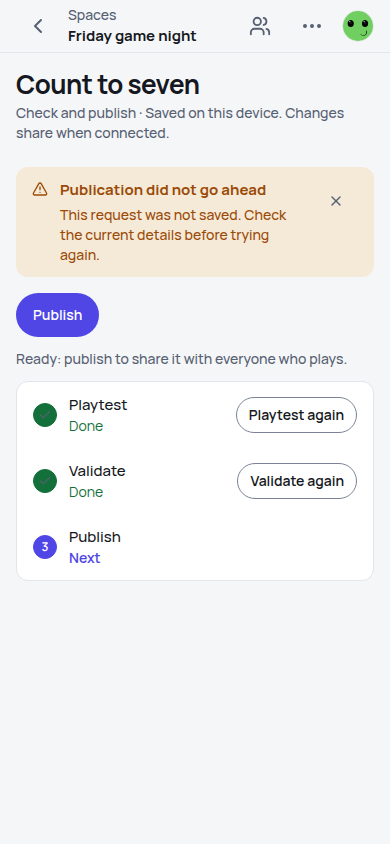 Spaces
Friday game night
Count to seven
Check and publish · Saved on this device. Changes
share when connected.
Publication did not go ahead
This request was not saved. Check
the current details before trying
again.
Publish
Ready: publish to share it with everyone who plays.
Playtest
Done
Playtest again
Validate
Done
Validate again
3
Publish
Next